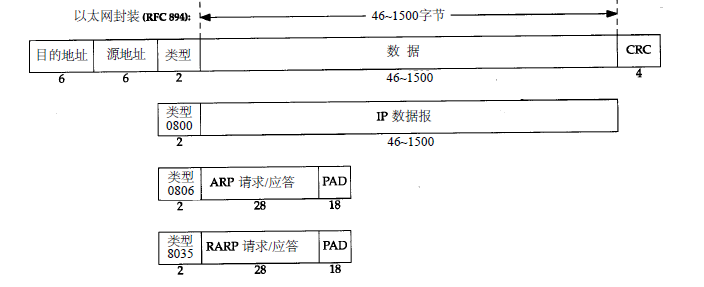 以太网封装 (RFC 894): 46~1500字节
目的地址 源地址 类型 数 据 CRC
6 6 2 46~1500 4
类型 0800 IP 数据报
2 46~1500
类型 0806 ARP 请求/应答 PAD
2 28 18
类型 8035 RARP 请求/应答 PAD
2 28 18